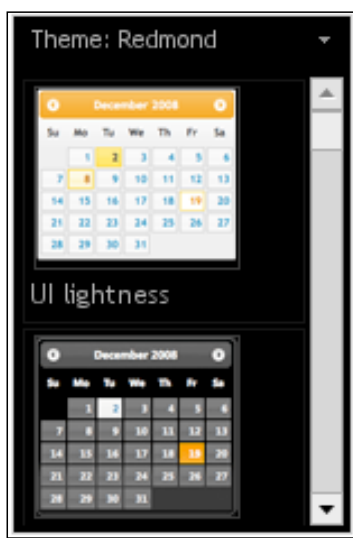 Theme: Redmond
December 2008
Su Mo Tu We Th Fr Sa
1 2 3 4 5 6
7 8 9 10 11 12 13
14 15 16 17 18 19 20
21 22 23 24 25 26 27
28 29 30 31
UI lightness
December 2008
Su Mo Tu We Th Fr Sa
1 2 3 4 5 6
7 8 9 10 11 12 13
14 15 16 17 18 19 20
21 22 23 24 25 26 27
28 29 30 31